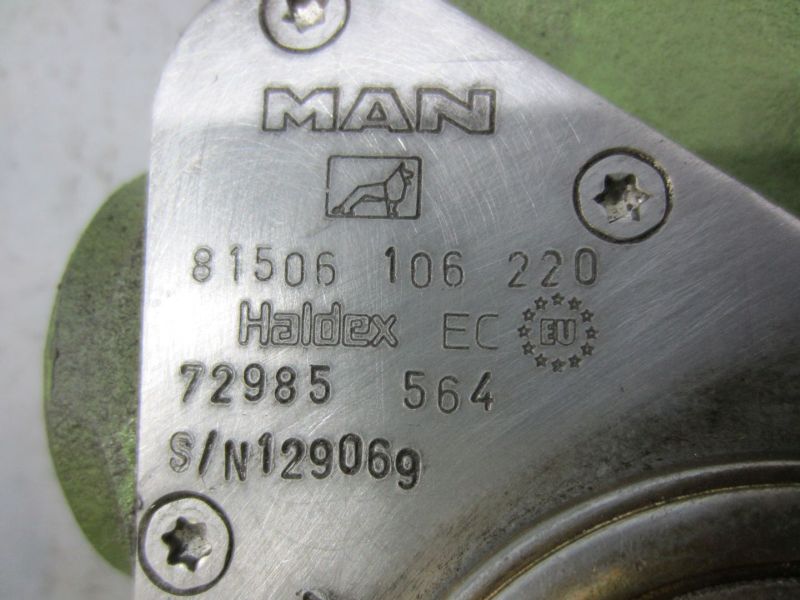 MAN
81506 106 220
Haldex EC EU
72985 564
S/N129069